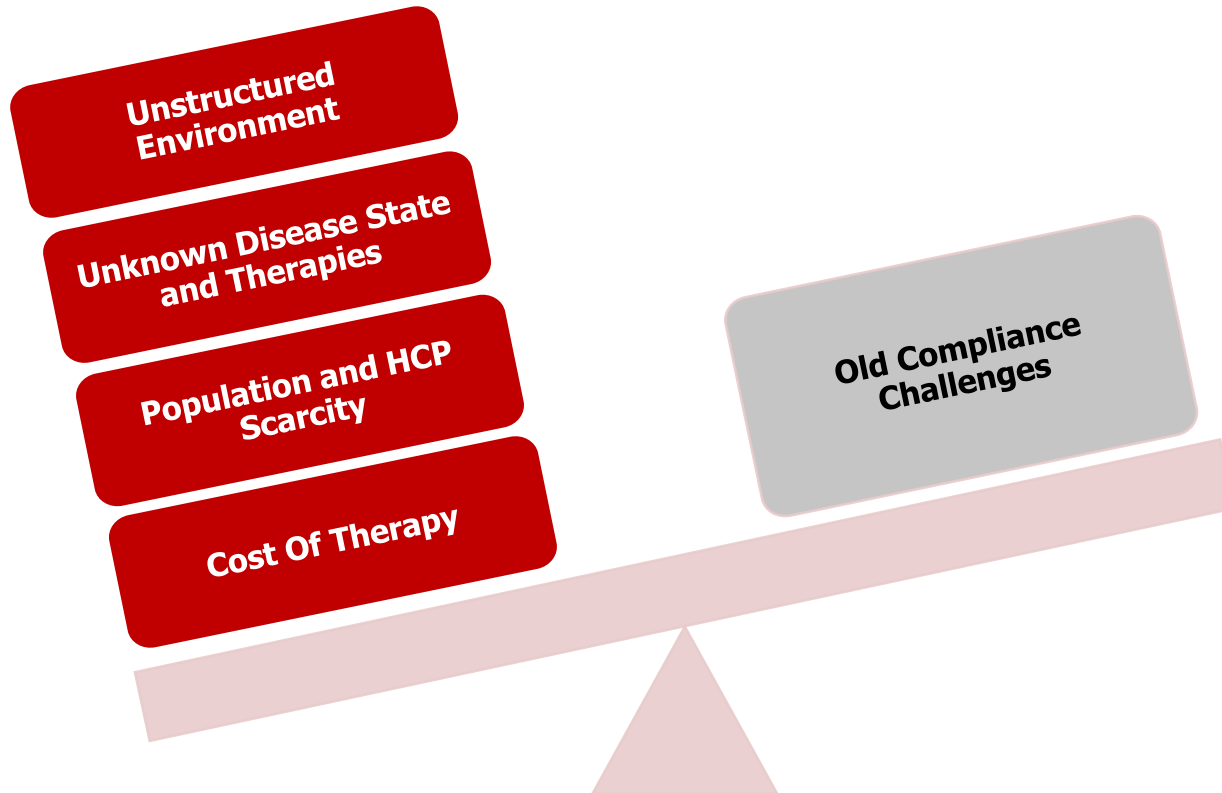 Unstructured
Environment
Unknown Disease State
and Therapies
Population and HCP
Scarcity
Cost Of Therapy
Old Compliance
Challenges